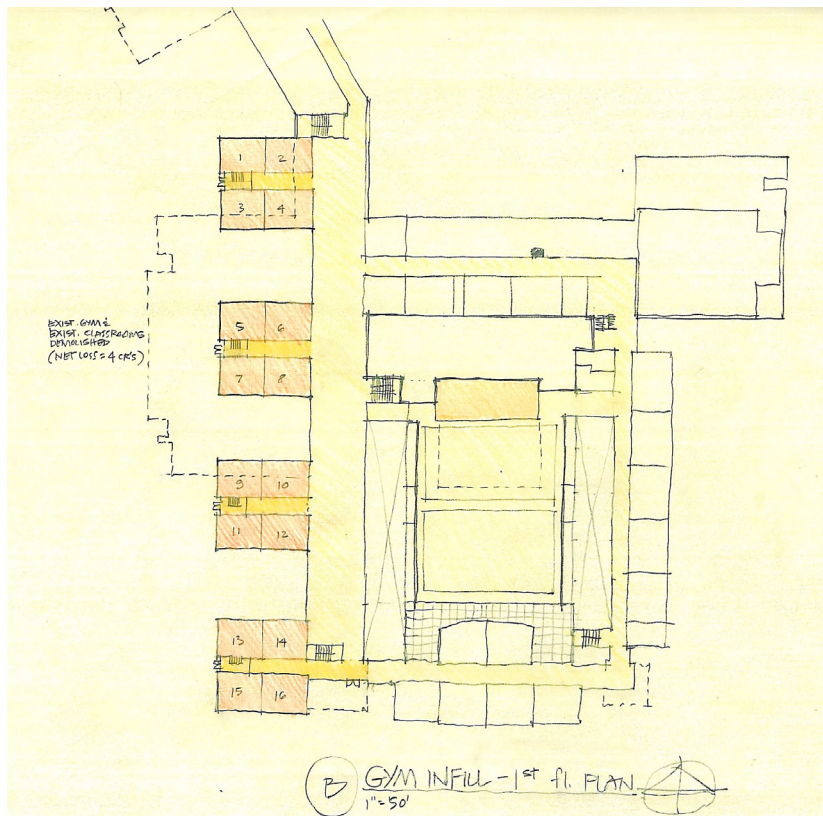 1
2
3
4
5
6
7
8
9
10
11
12
13
14
15
16
EXIST. GYM &
EXIST. CLASSROOMS
DEMOLISHED
(NET LOSS = 4 CR'S)
B
GYM INFILL - 1st fl. PLAN
1" = 50'